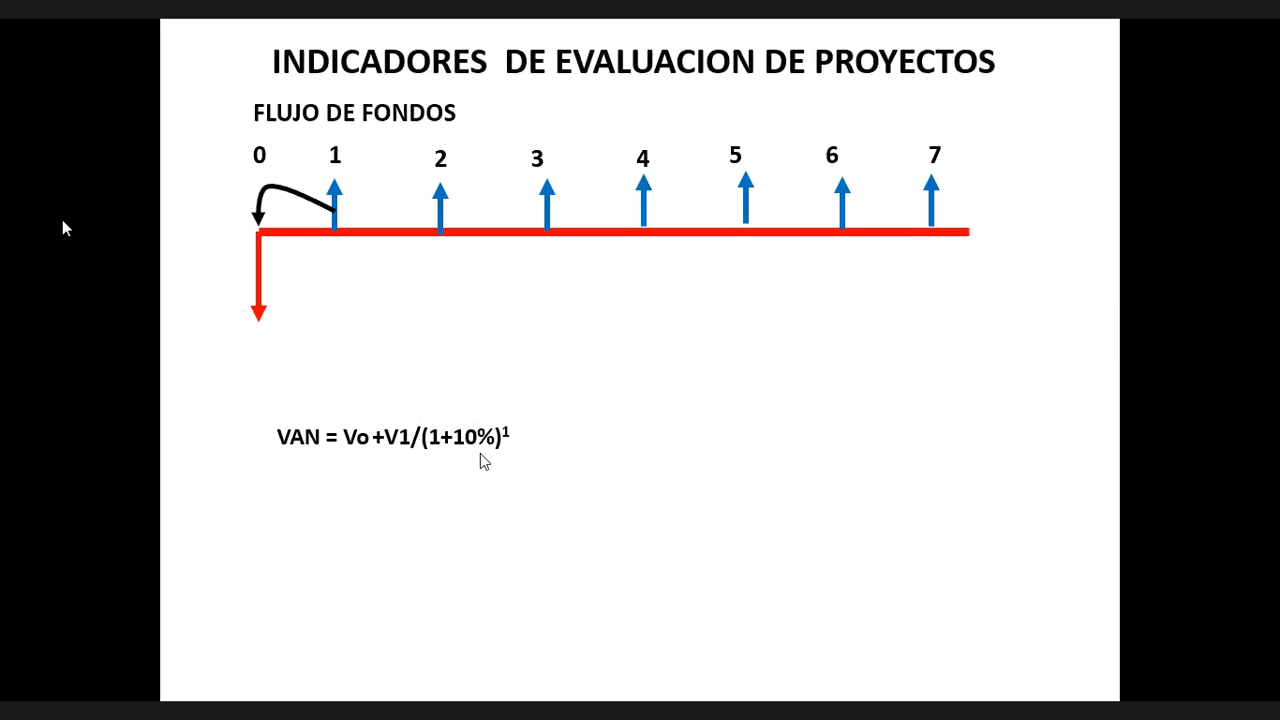 INDICADORES DE EVALUACION DE PROYECTOS
FLUJO DE FONDOS
0 1 2 3 4 5 6 7
VAN = Vo +V1/(1+10%)¹